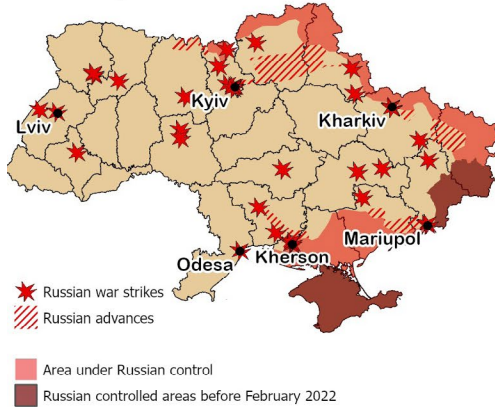 Kyiv
Lviv
Kharkiv
Mariupol
Odesa
Kherson
Russian war strikes
Russian advances
Area under Russian control
Russian controlled areas before February 2022